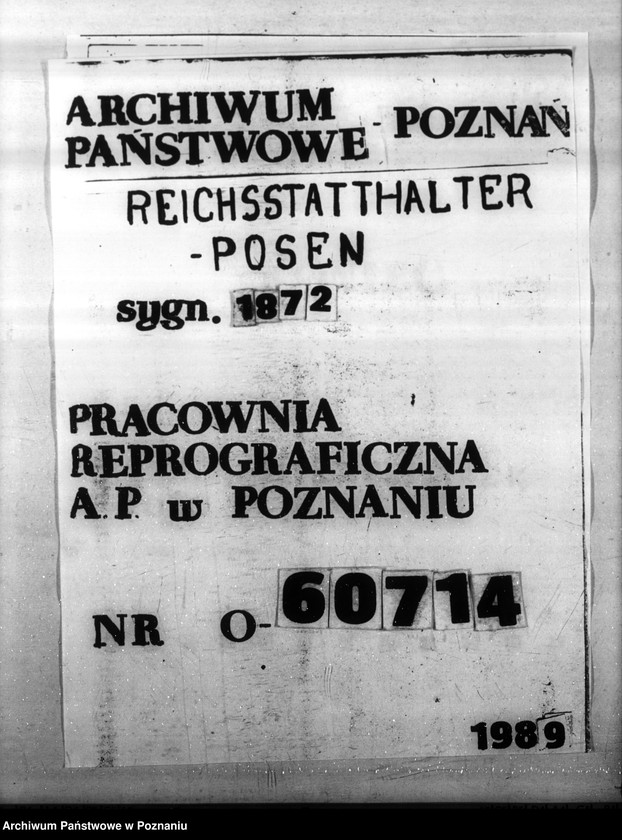 ARCHIWUM
PAŃSTWOWE - POZNAŃ
REICHSSTATTHALTER
-POSEN
sygn. 1872
PRACOWNIA
REPROGRAFICZNA
A.P. w POZNANIU
NR O-60714
1989
Archiwum Państwowe w Poznaniu